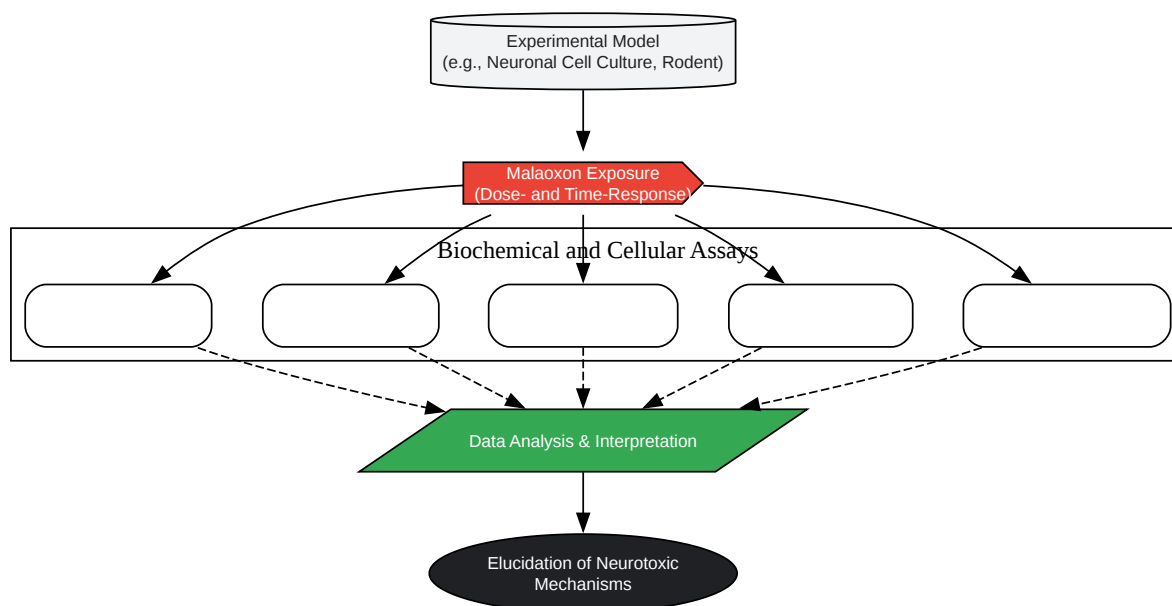 Experimental Model
(e.g., Neuronal Cell Culture, Rodent)
Malaoxon Exposure
(Dose- and Time-Response)
Biochemical and Cellular Assays
Data Analysis & Interpretation
Elucidation of Neurotoxic
Mechanisms